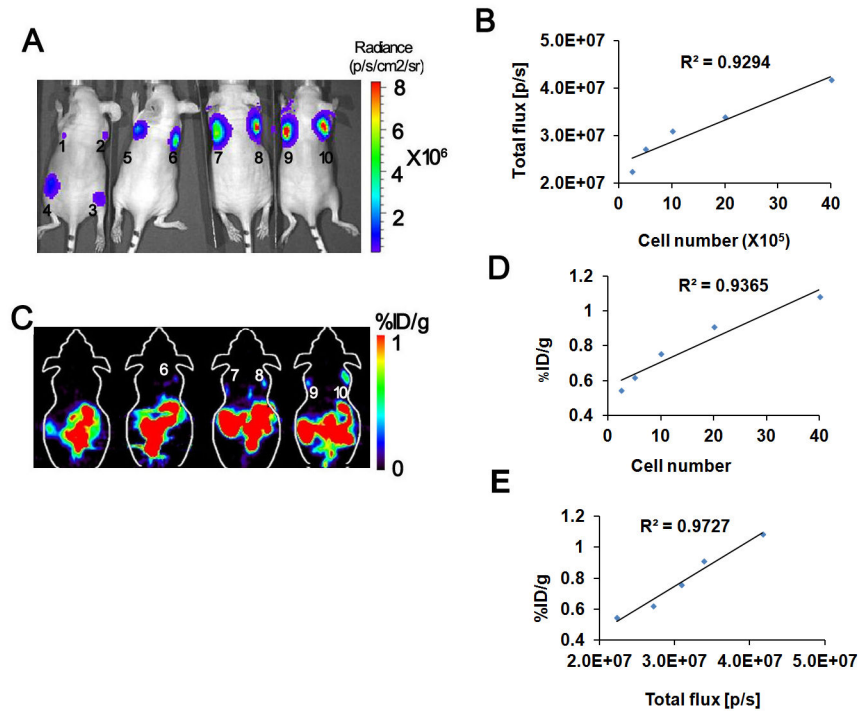 A
Radiance
(p/s/cm2/sr)
8
6
4
2
X10⁶
1
2
3
4
5
6
7
8
9
10
B
R² = 0.9294
Total flux [p/s]
5.0E+07
4.0E+07
3.0E+07
2.0E+07
0 10 20 30 40
Cell number (X10⁵)
C
%ID/g
1
0
6
7
8
9
10
D
R² = 0.9365
%ID/g
1.2
1
0.8
0.6
0.4
0 10 20 30 40
Cell number
E
R² = 0.9727
%ID/g
1.2
1
0.8
0.6
0.4
2.0E+07 3.0E+07 4.0E+07 5.0E+07
Total flux [p/s]